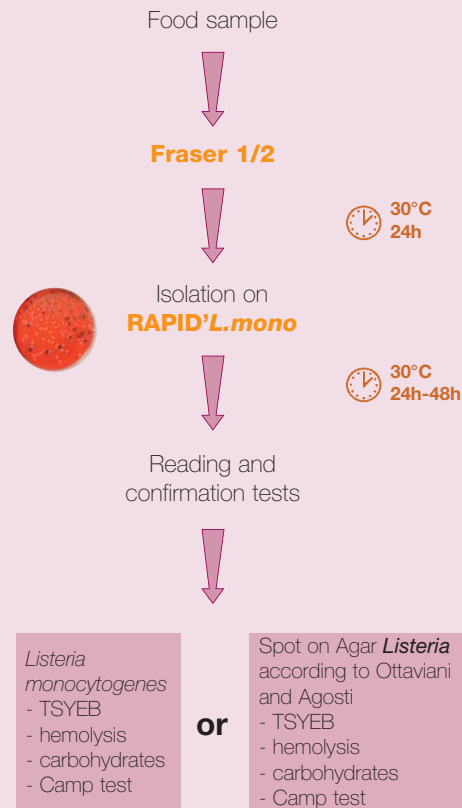 Food sample
Fraser 1/2
30°C
24h
Isolation on
RAPID'L.mono
30°C
24h-48h
Reading and
confirmation tests
Listeria
monocytogenes
- TSYEB
- hemolysis
- carbohydrates
- Camp test
or
Spot on Agar Listeria
according to Ottaviani
and Agosti
- TSYEB
- hemolysis
- carbohydrates
- Camp test